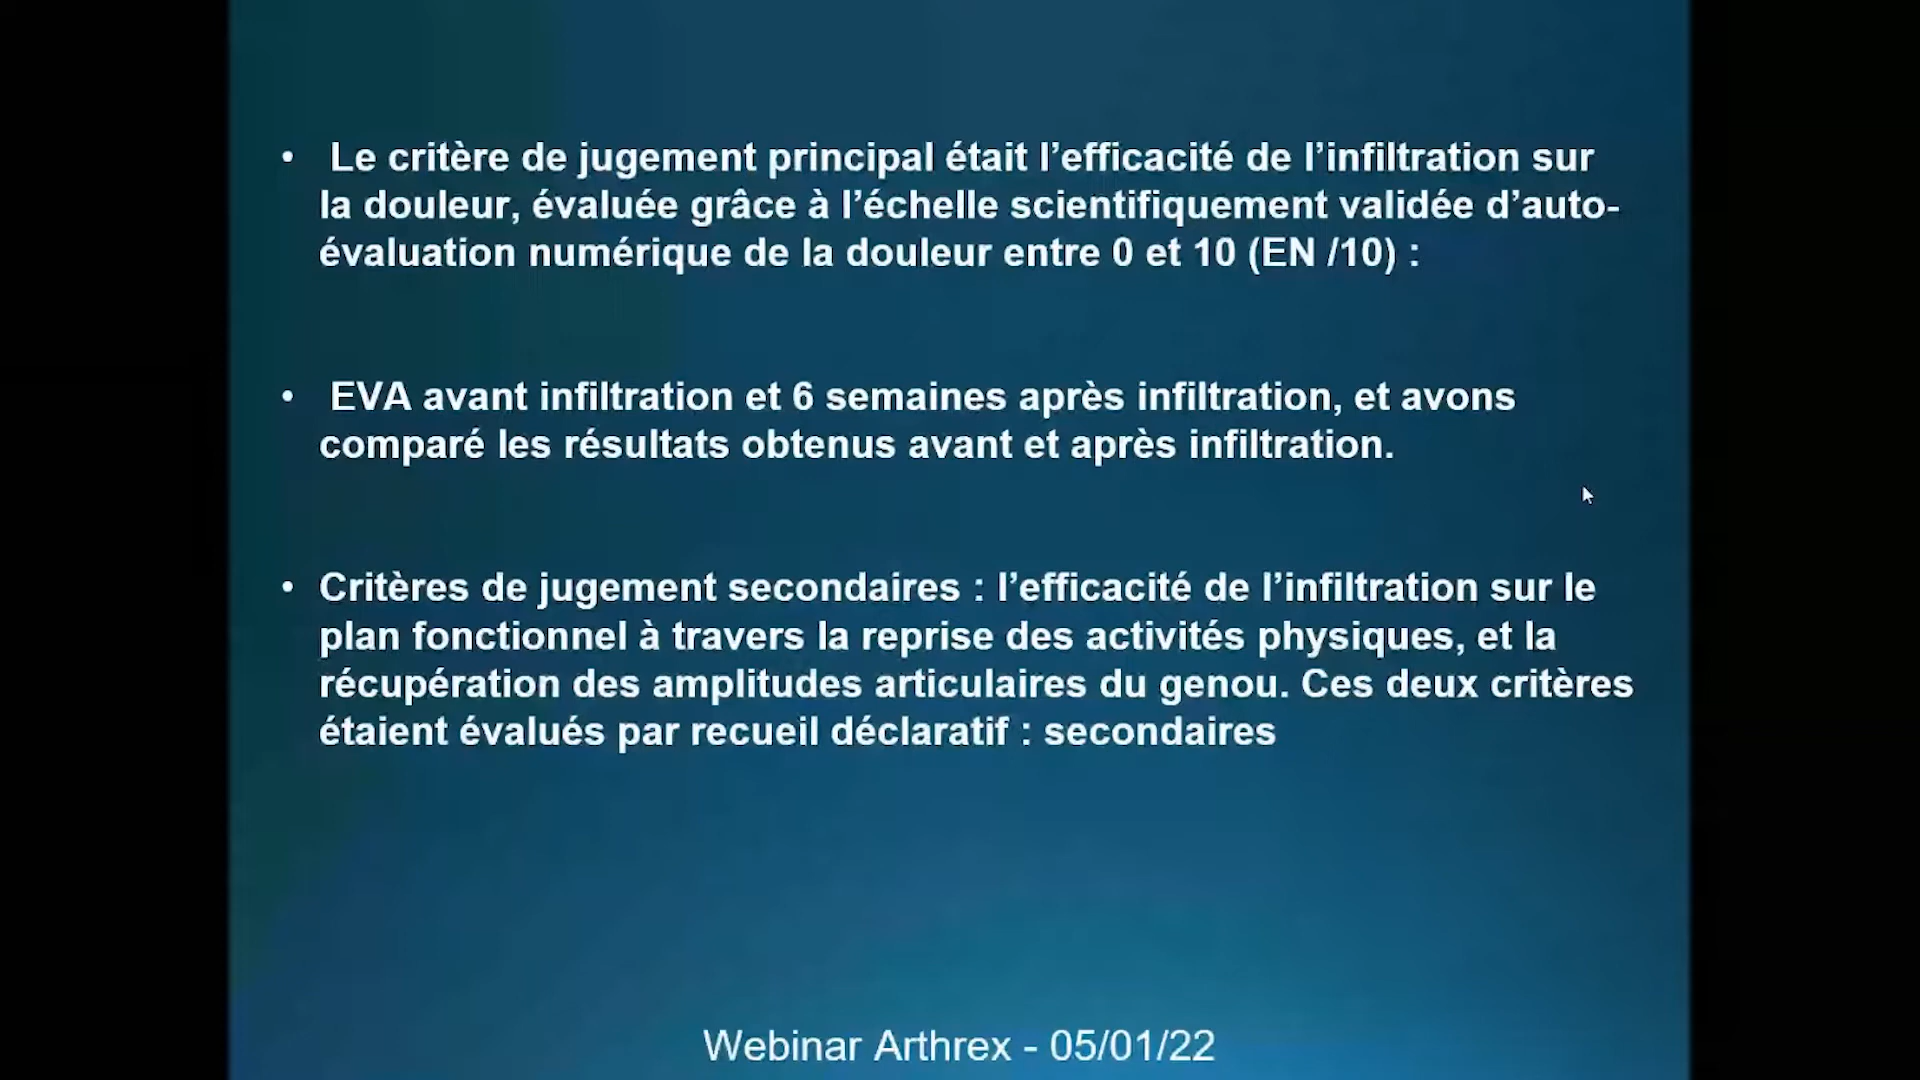 • Le critère de jugement principal était l’efficacité de l’infiltration sur
la douleur, évaluée grâce à l’échelle scientifiquement validée d’auto-
évaluation numérique de la douleur entre 0 et 10 (EN /10) :
• EVA avant infiltration et 6 semaines après infiltration, et avons
comparé les résultats obtenus avant et après infiltration.
• Critères de jugement secondaires : l’efficacité de l’infiltration sur le
plan fonctionnel à travers la reprise des activités physiques, et la
récupération des amplitudes articulaires du genou. Ces deux critères
étaient évalués par recueil déclaratif : secondaires
Webinar Arthrex - 05/01/22